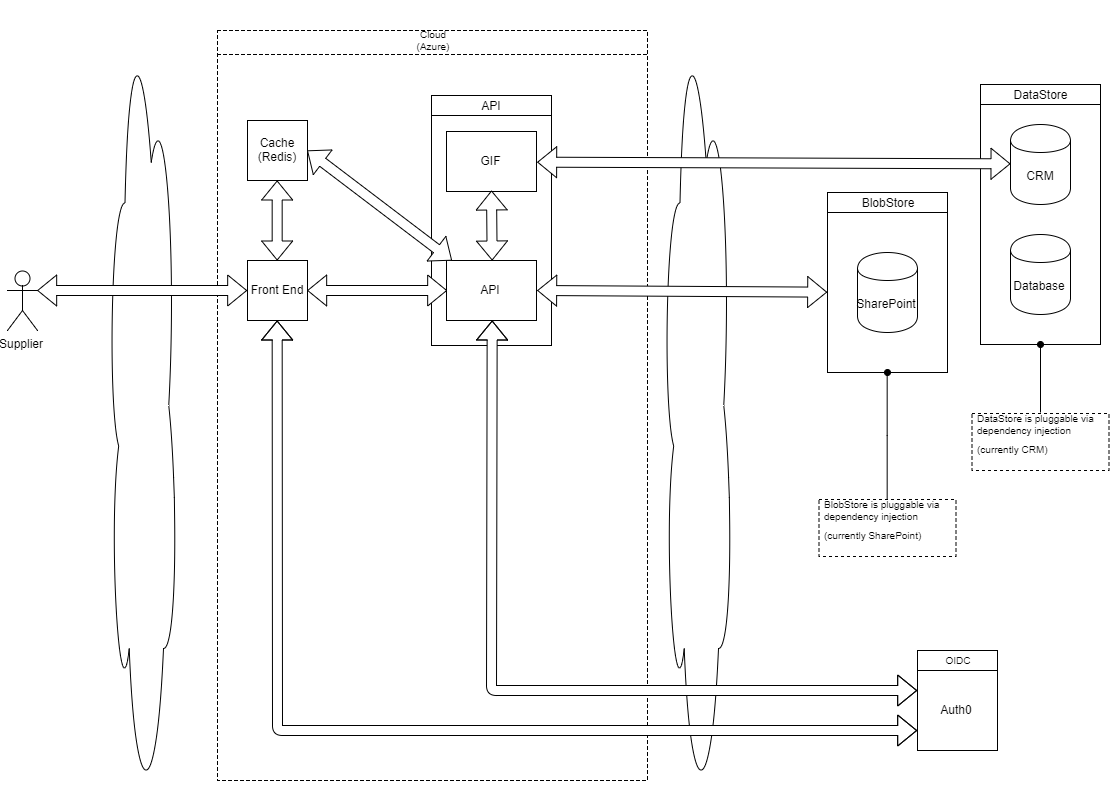 Cloud
(Azure)
API
DataStore
Cache
(Redis)
GIF
CRM
BlobStore
Front End
API
SharePoint
Database
Supplier
DataStore is pluggable via
dependency injection
(currently CRM)
BlobStore is pluggable via
dependency injection
(currently SharePoint)
OIDC
Auth0